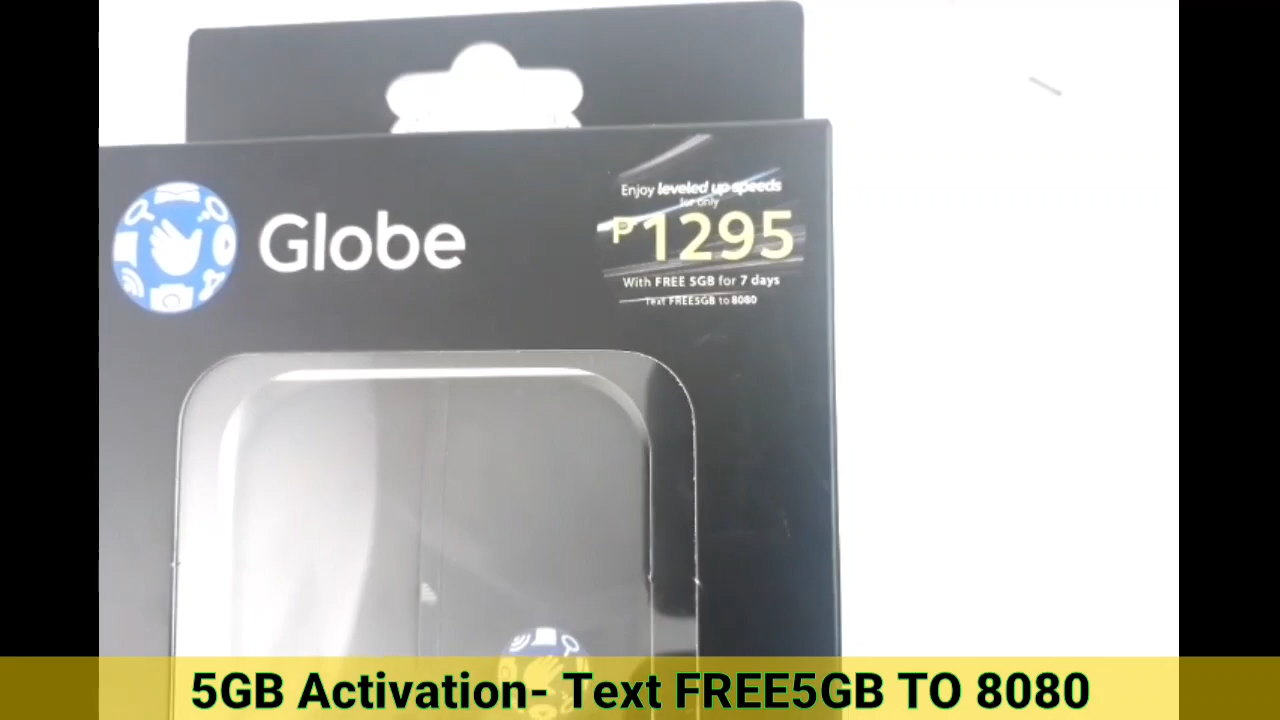 Globe
Enjoy leveled up speeds
for only
₱1295
With FREE 5GB for 7 days
Text FREE5GB to 8080
5GB Activation- Text FREE5GB TO 8080